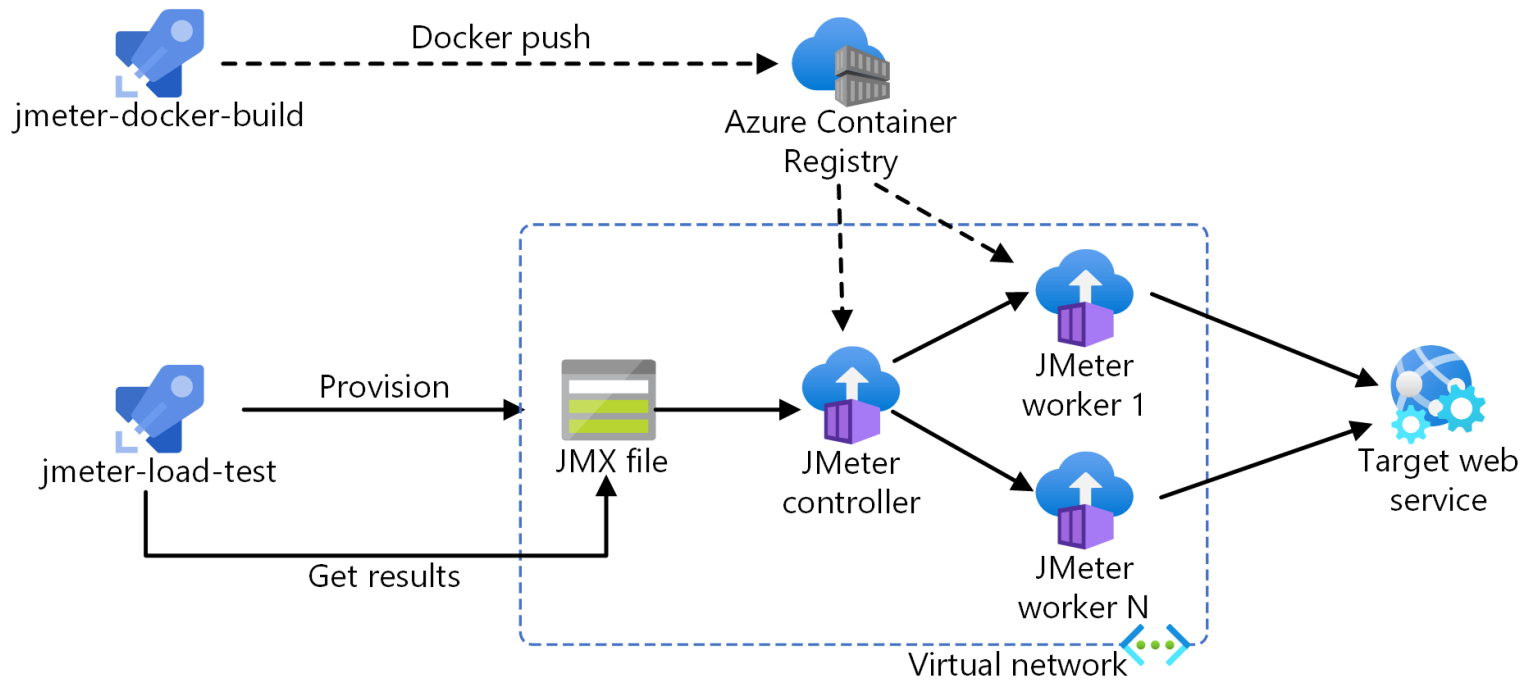 Docker push
jmeter-docker-build
Azure Container
Registry
Provision
jmeter-load-test
JMX file
JMeter
controller
JMeter
worker 1
JMeter
worker N
Target web
service
Get results
Virtual network